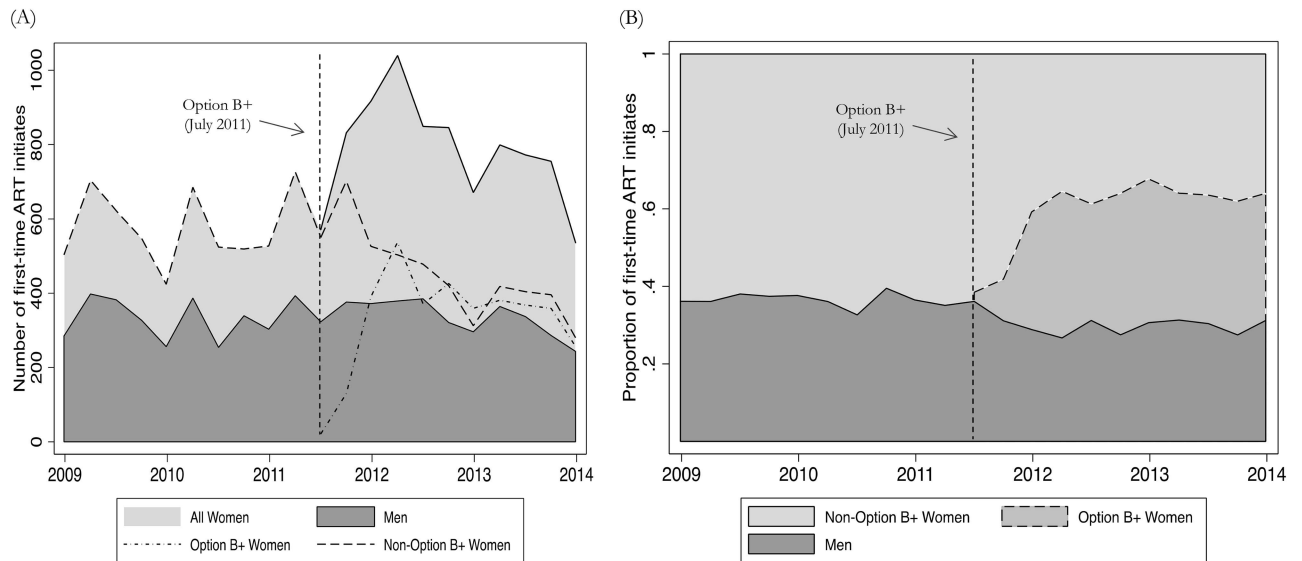 (A)
Number of first-time ART initiates
1000
800
600
400
200
0
Option B+
(July 2011)
2009 2010 2011 2012 2013 2014
All Women Men
Option B+ Women Non-Option B+ Women
(B)
Proportion of first-time ART initiates
1
.8
.6
.4
.2
Option B+
(July 2011)
2009 2010 2011 2012 2013 2014
Non-Option B+ Women Option B+ Women
Men